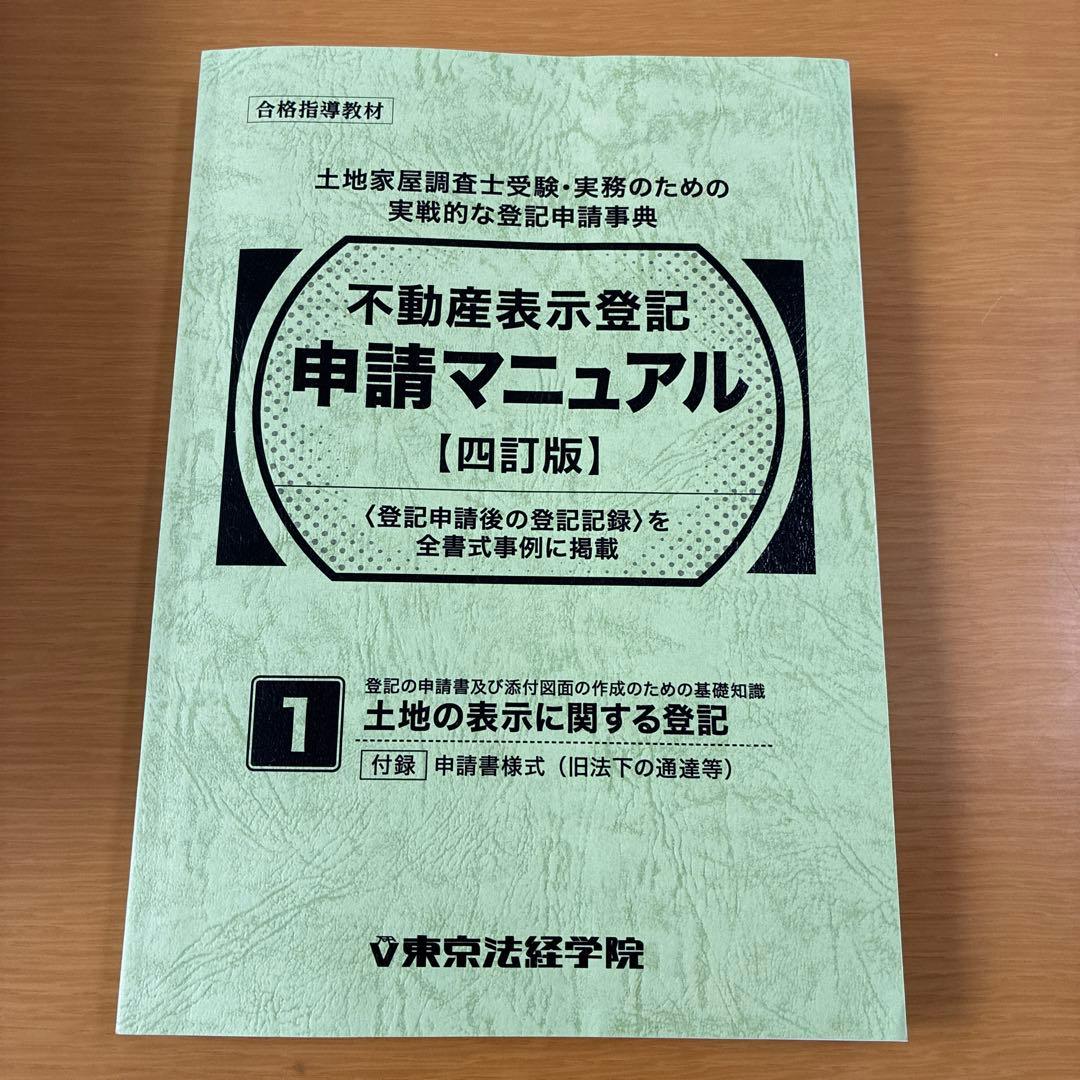 合格指導教材
土地家屋調査士受験・実務のための
実戦的な登記申請事典
不動産表示登記
申請マニュアル
【四訂版】
〈登記申請後の登記記録〉を
全書式事例に掲載
1
登記の申請書及び添付図面の作成のための基礎知識
土地の表示に関する登記
付録 申請書様式（旧法下の通達等）
東京法経学院